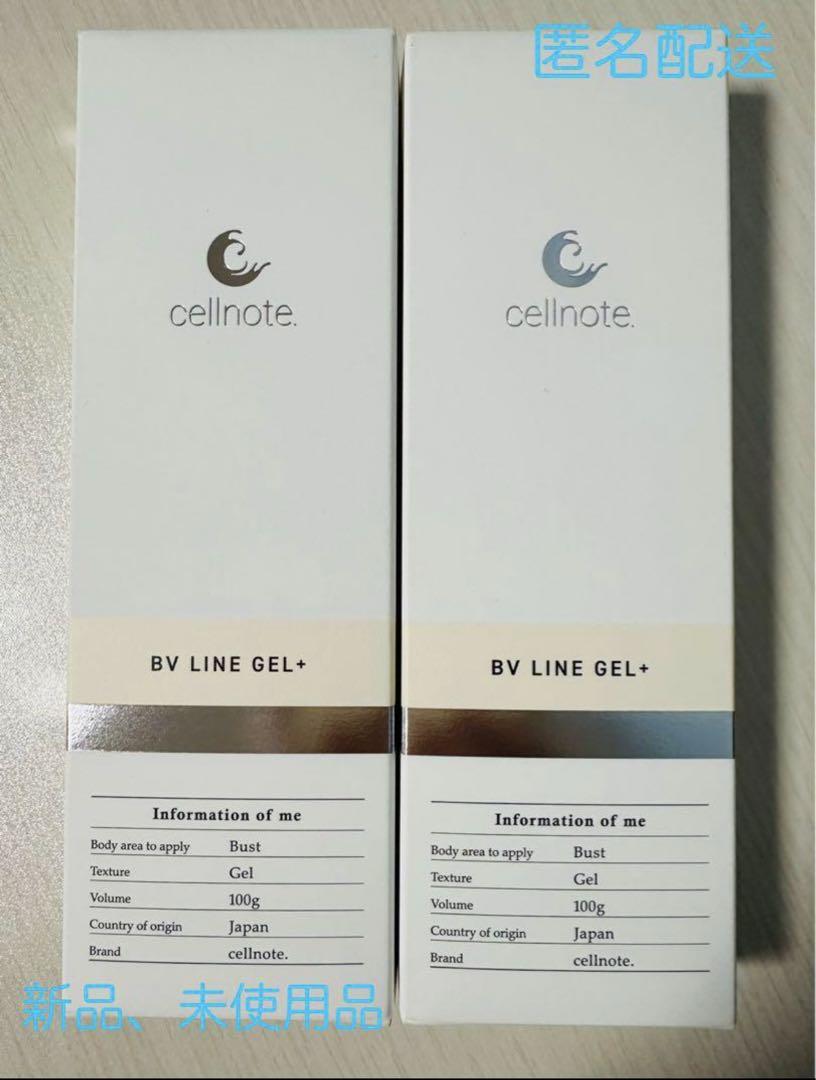 匿名配送
cellnote.
BV LINE GEL+
Information of me
Body area to apply Bust
Texture Gel
Volume 100g
Country of origin Japan
Brand cellnote.
cellnote.
BV LINE GEL+
Information of me
Body area to apply Bust
Texture Gel
Volume 100g
Country of origin Japan
Brand cellnote.
新品、未使用品